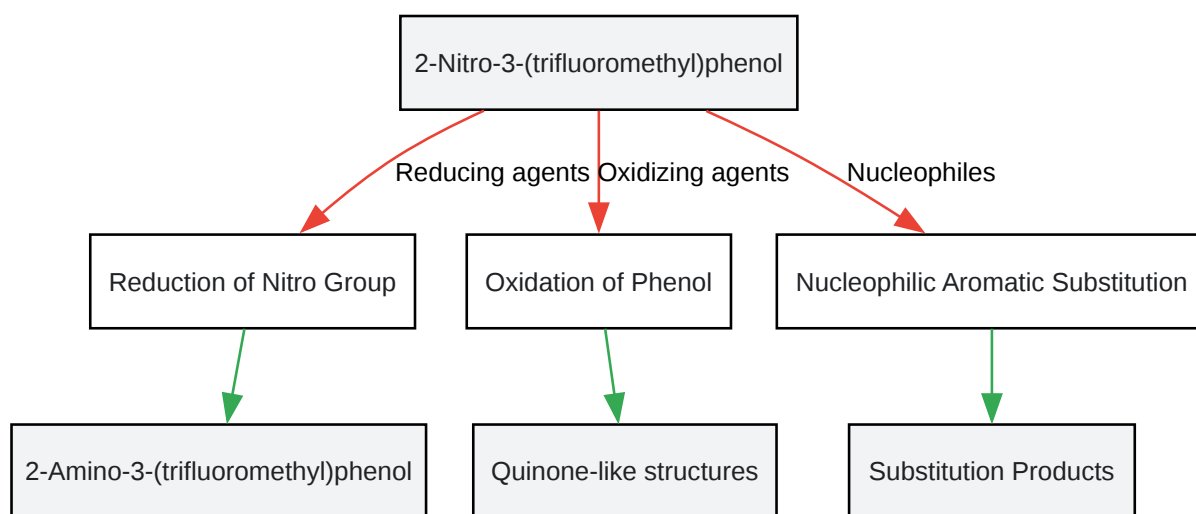 2-Nitro-3-(trifluoromethyl)phenol
Reducing agents
Oxidizing agents
Nucleophiles
Reduction of Nitro Group
Oxidation of Phenol
Nucleophilic Aromatic Substitution
2-Amino-3-(trifluoromethyl)phenol
Quinone-like structures
Substitution Products